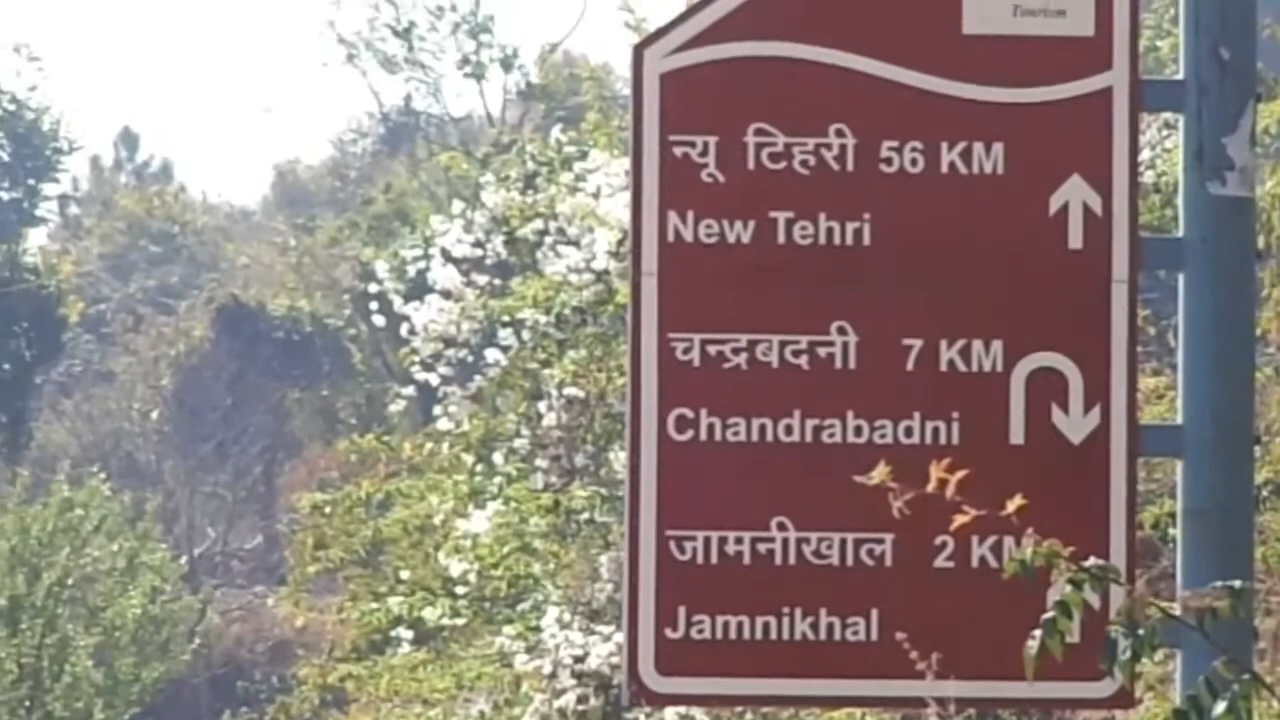 Tourism
न्यू टिहरी 56 KM
New Tehri
चन्द्रबदनी 7 KM
Chandrabadni
जामनीखाल 2 KM
Jamnikhal